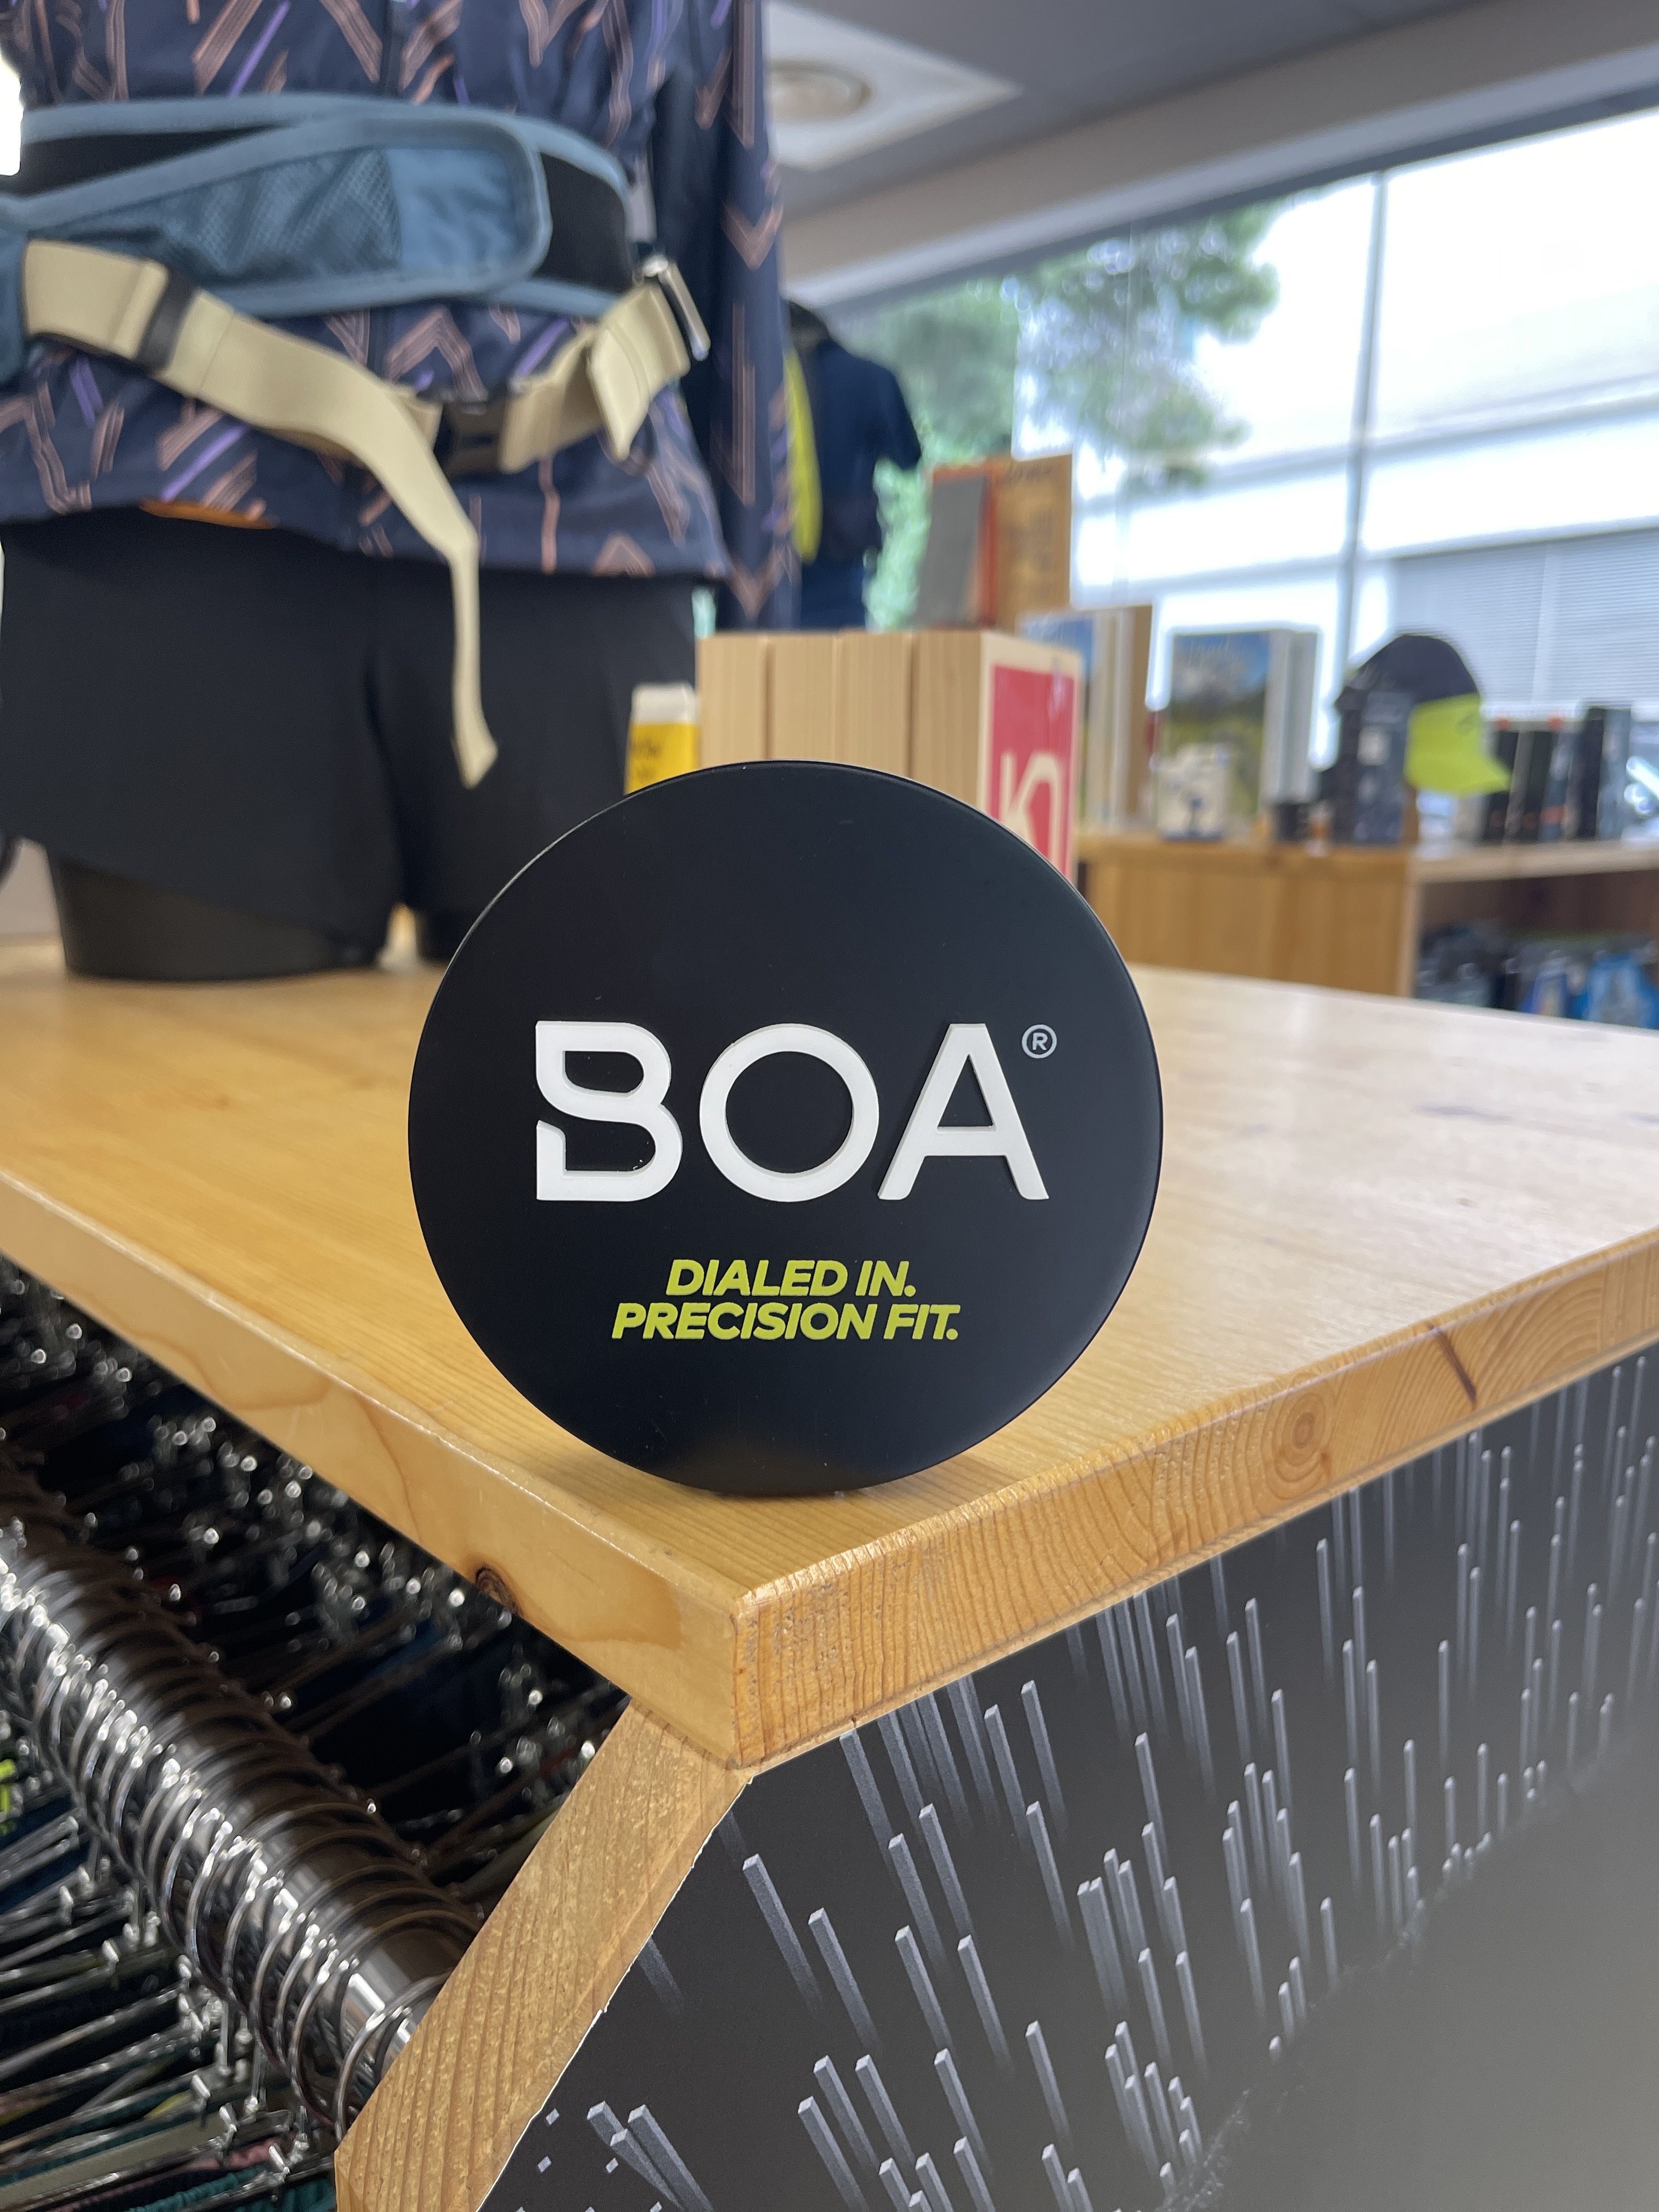 BOA®
DIALED IN.
PRECISION FIT.